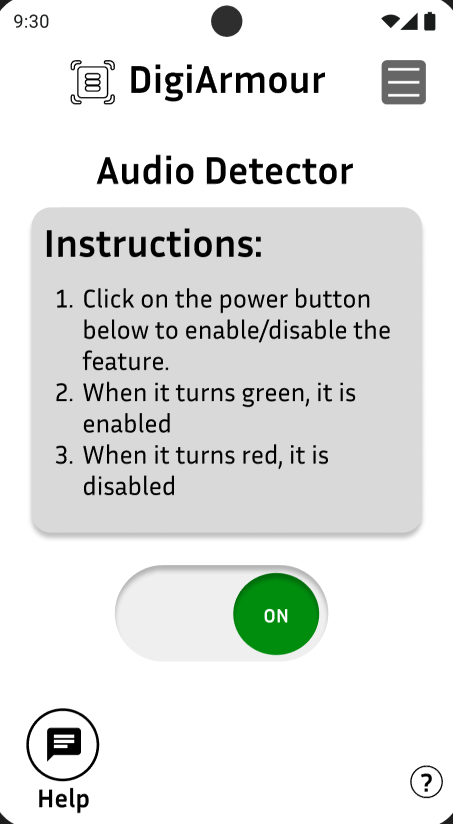 9:30
DigiArmour
Audio Detector
Instructions:
1. Click on the power button
below to enable/disable the
feature.
2. When it turns green, it is
enabled
3. When it turns red, it is
disabled
ON
Help
?